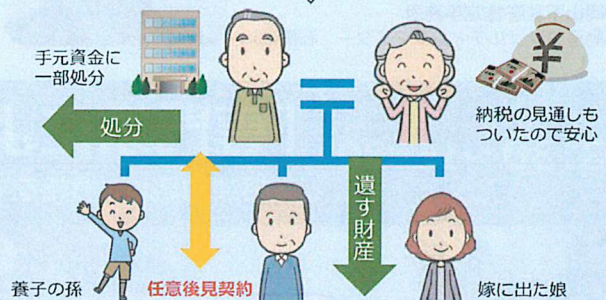 手元資金に
一部処分
処分
納税の見通しも
ついたので安心
遺す財産
養子の孫
任意後見契約
嫁に出た娘